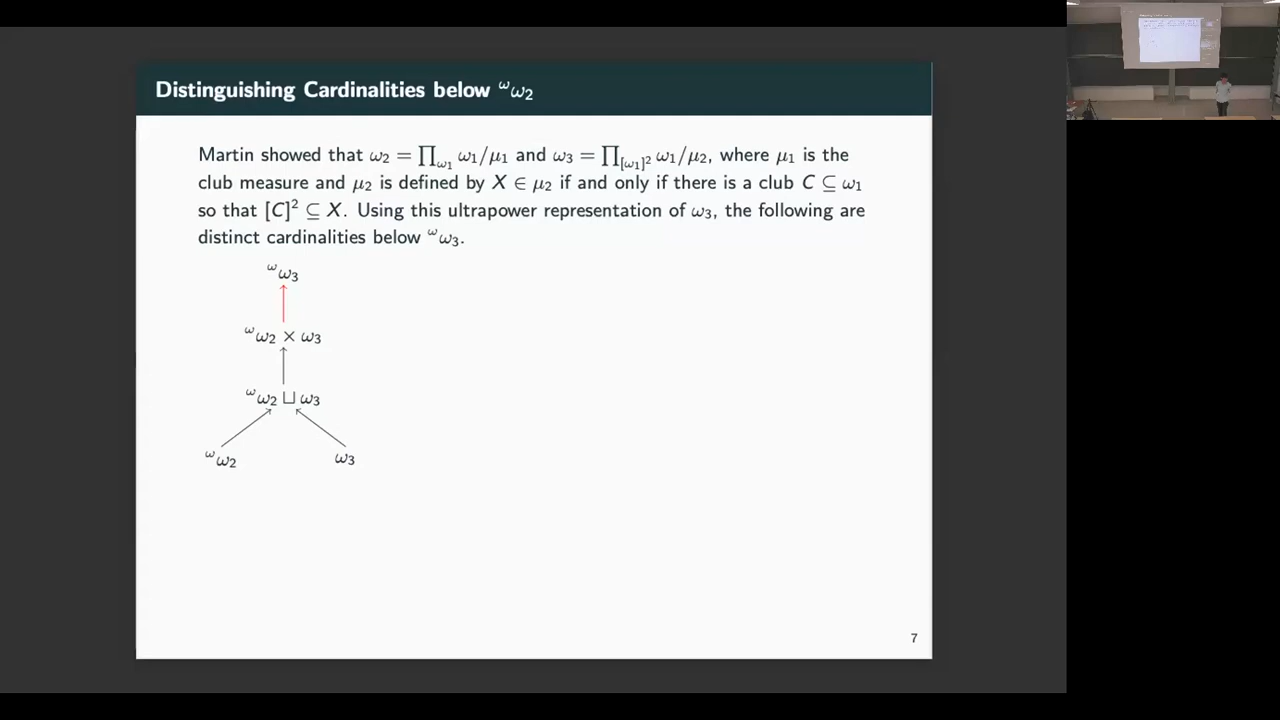 Distinguishing Cardinalities below ^ωω₂
Martin showed that ω₂ = ∏_{ω₁} ω₁/μ₁ and ω₃ = ∏_{[ω₁]²} ω₁/μ₂, where μ₁ is the
club measure and μ₂ is defined by X ∈ μ₂ if and only if there is a club C ⊆ ω₁
so that [C]² ⊆ X. Using this ultrapower representation of ω₃, the following are
distinct cardinalities below ^ωω₃.
^ωω₃
^ωω₂ × ω₃
^ωω₂ ⊔ ω₃
^ωω₂ ω₃
7